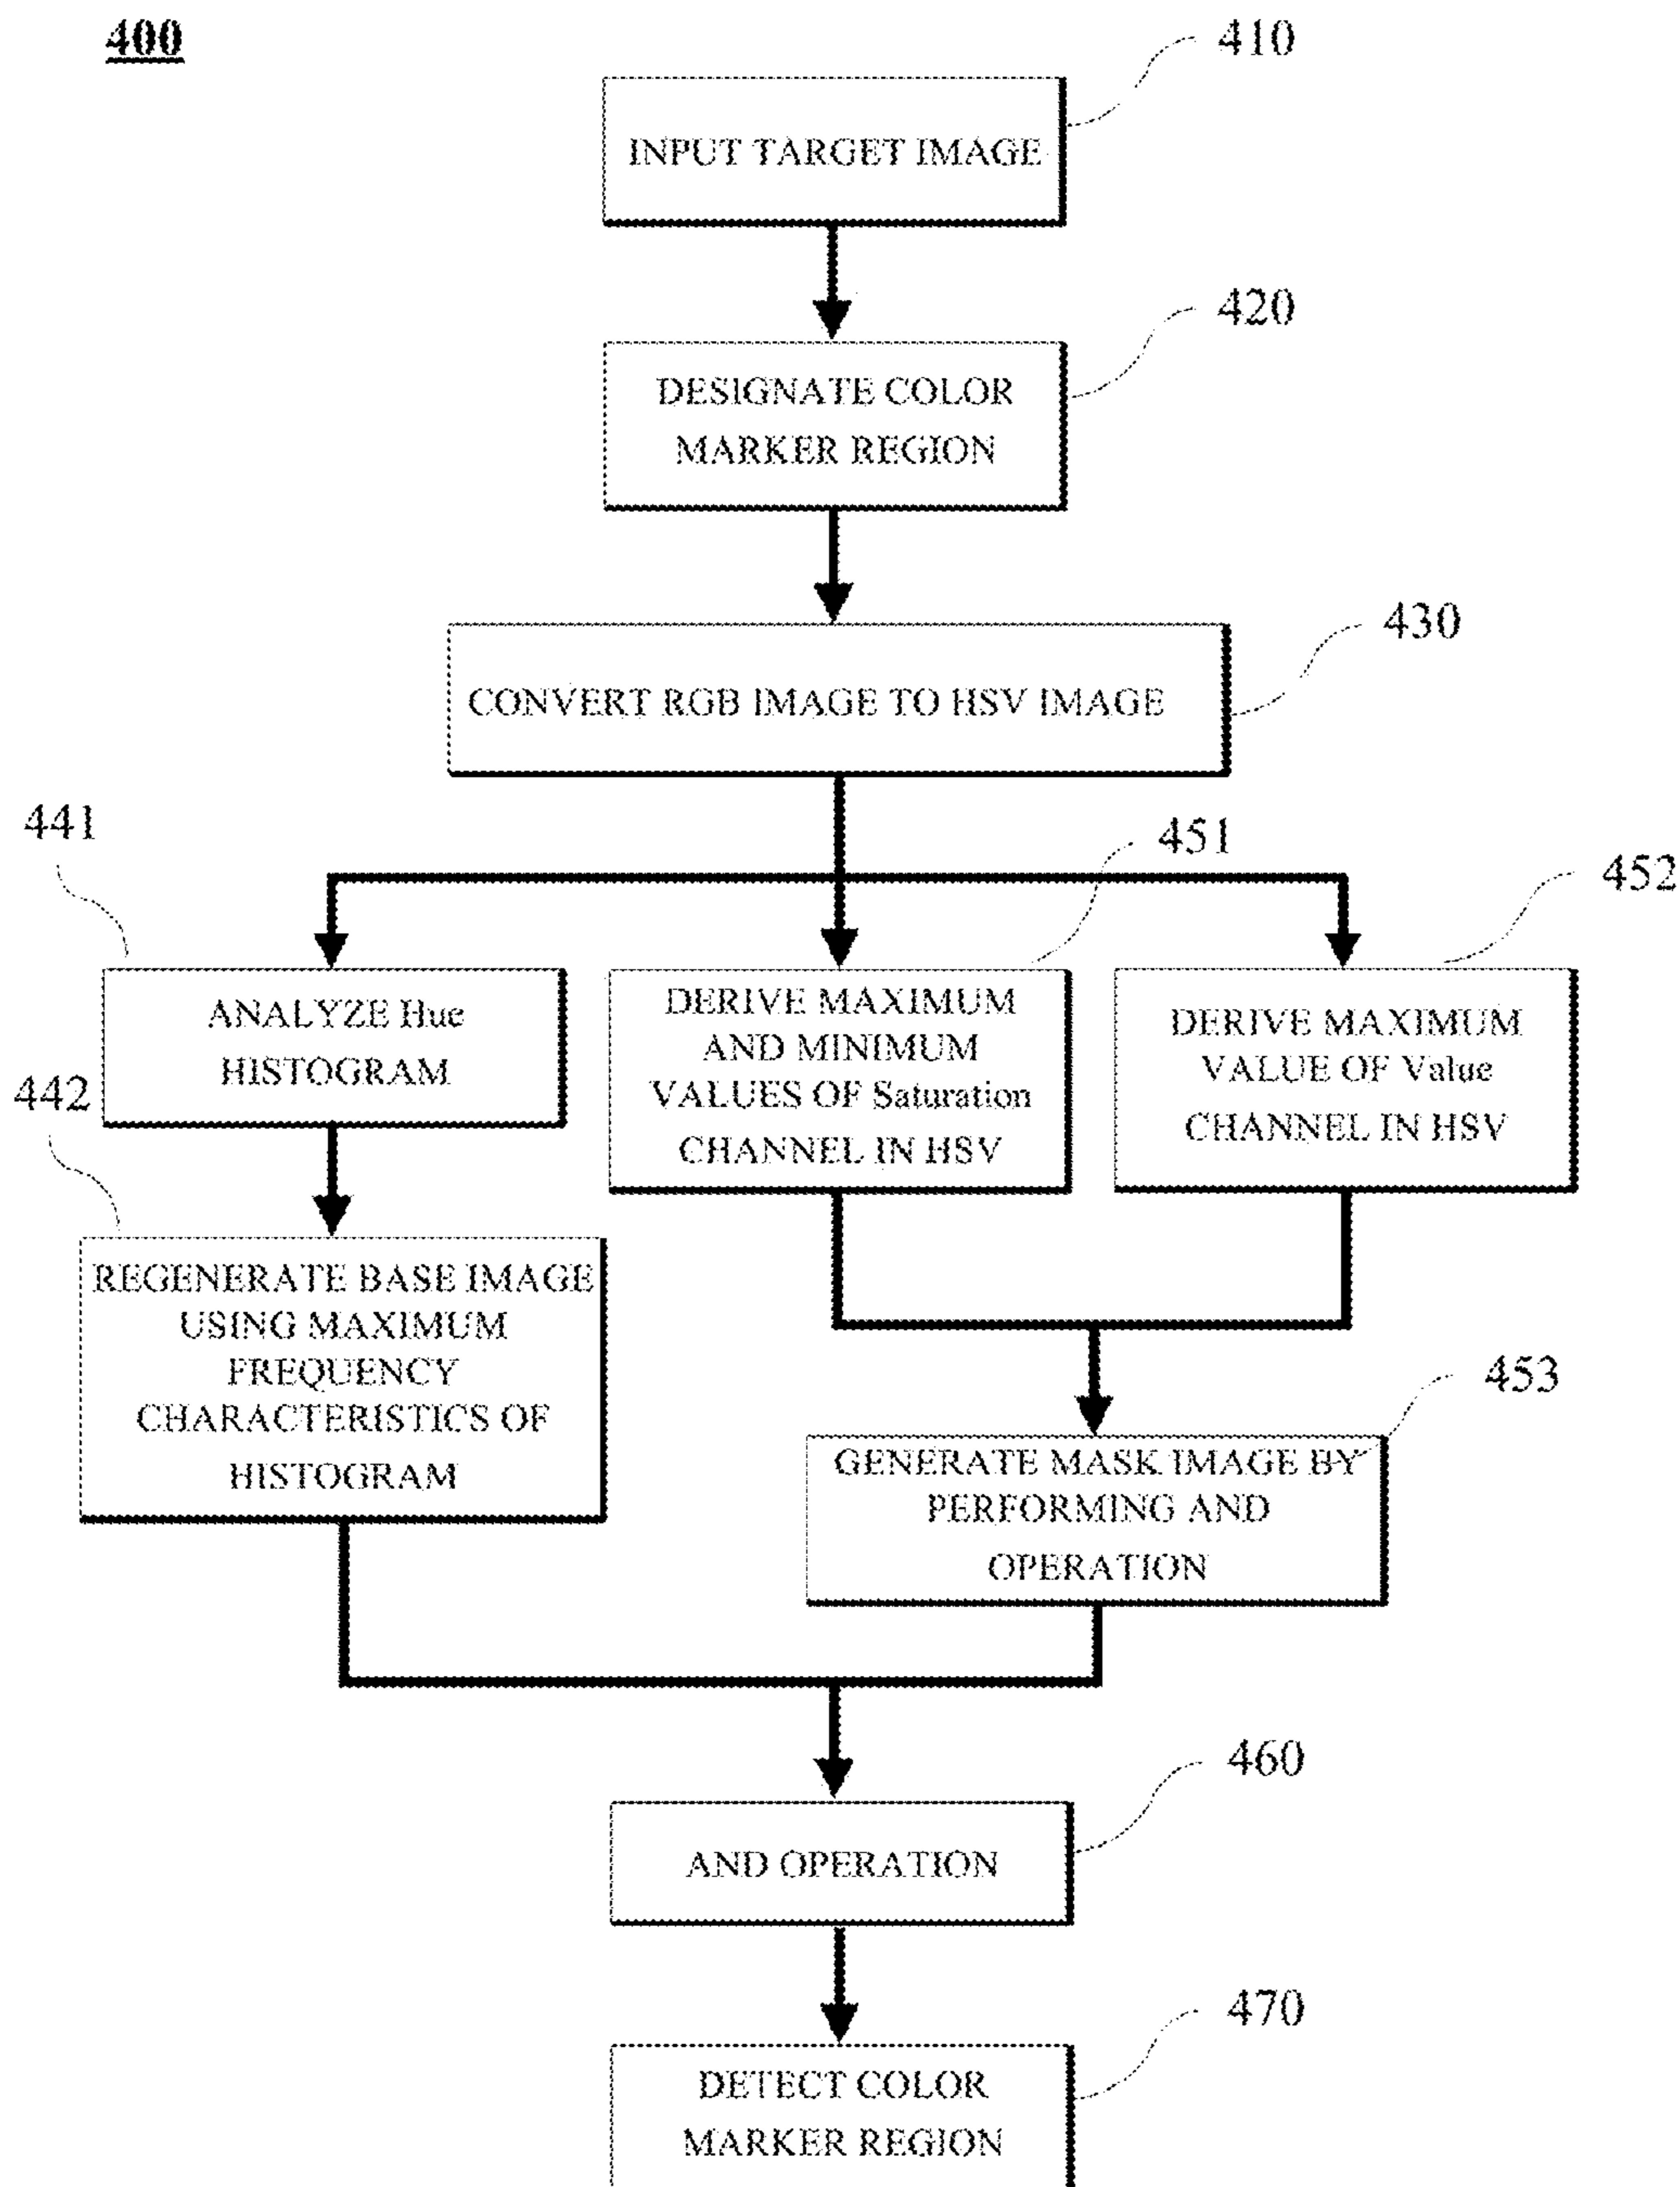 400
410
INPUT TARGET IMAGE
420
DESIGNATE COLOR
MARKER REGION
430
CONVERT RGB IMAGE TO HSV IMAGE
441
451
452
ANALYZE Hue
HISTOGRAM
DERIVE MAXIMUM
AND MINIMUM
VALUES OF Saturation
CHANNEL IN HSV
DERIVE MAXIMUM
VALUE OF Value
CHANNEL IN HSV
442
REGENERATE BASE IMAGE
USING MAXIMUM
FREQUENCY
CHARACTERISTICS OF
HISTOGRAM
453
GENERATE MASK IMAGE BY
PERFORMING AND
OPERATION
460
AND OPERATION
470
DETECT COLOR
MARKER REGION